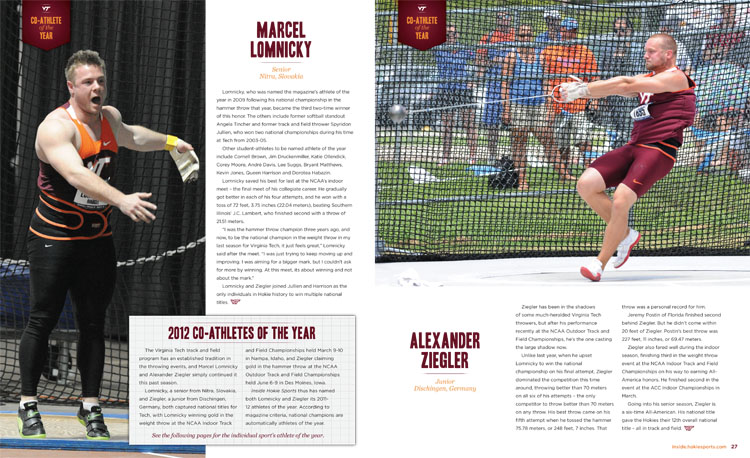 VT
CO-ATHLETE
of the
YEAR
MARCEL
LOMNICKY
Senior
Nitra, Slovakia
Lomnicky, who was named the magazine's athlete of the
year in 2009 following his national championship in the
hammer throw that year, became the third two-time winner
of this honor. The others include former softball standout
Angela Tincher and former track and field thrower Spyridon
Jullien, who won two national championships during his time
at Tech from 2003-05.
Other student-athletes to be named athlete of the year
include Cornell Brown, Jim Druckenmiller, Katie Ollendick,
Corey Moore, André Davis, Lee Suggs, Bryant Matthews,
Kevin Jones, Queen Harrison and Dorotea Habazin.
Lomnicky saved his best for last at the NCAA's indoor
meet – the final meet of his collegiate career. He gradually
got better in each of his four attempts, and he won with a
toss of 72 feet, 3.75 inches (22.04 meters), beating Southern
Illinois' J.C. Lambert, who finished second with a throw of
21.51 meters.
"I was the hammer throw champion three years ago, and
now, to be the national champion in the weight throw in my
last season for Virginia Tech, it just feels great," Lomnicky
said after the meet. "I was just trying to keep moving up and
improving. I was aiming for a bigger mark, but I couldn't ask
for more by winning. At this meet, it's about winning and not
about the mark."
Lomnicky and Ziegler joined Jullien and Harrison as the
only individuals in Hokie history to win multiple national
titles.
2012 CO-ATHLETES OF THE YEAR
The Virginia Tech track and field
program has an established tradition in
the throwing events, and Marcel Lomnicky
and Alexander Ziegler simply continued it
this past season.
Lomnicky, a senior from Nitra, Slovakia,
and Ziegler, a junior from Dischingen,
Germany, both captured national titles for
Tech, with Lomnicky winning gold in the
weight throw at the NCAA Indoor Track
and Field Championships held March 9-10
in Nampa, Idaho, and Ziegler claiming
gold in the hammer throw at the NCAA
Outdoor Track and Field Championships
held June 6-9 in Des Moines, Iowa.
Inside Hokie Sports thus has named
both Lomnicky and Ziegler its 2011-
12 athletes of the year. According to
magazine criteria, national champions are
automatically athletes of the year.
See the following pages for the individual sport's athlete of the year.
VT
CO-ATHLETE
of the
YEAR
ALEXANDER
ZIEGLER
Junior
Dischingen, Germany
Ziegler has been in the shadows
of some much-heralded Virginia Tech
throwers, but after his performance
recently at the NCAA Outdoor Track and
Field Championships, he's the one casting
the large shadow now.
Unlike last year, when he upset
Lomnicky to win the national
championship on his final attempt, Ziegler
dominated the competition this time
around, throwing better than 70 meters
on all six of his attempts – the only
competitor to throw better than 70 meters
on any throw. His best throw came on his
fifth attempt when he tossed the hammer
75.78 meters, or 248 feet, 7 inches. That
throw was a personal record for him.
Jeremy Postin of Florida finished second
behind Ziegler. But he didn't come within
20 feet of Ziegler. Postin's best throw was
227 feet, 11 inches, or 69.47 meters.
Ziegler also fared well during the indoor
season, finishing third in the weight throw
event at the NCAA Indoor Track and Field
Championships on his way to earning All-
America honors. He finished second in the
event at the ACC Indoor Championships in
March.
Going into his senior season, Ziegler is
a six-time All-American. His national title
gave the Hokies their 12th overall national
title – all in track and field.
inside.hokiesports.com 27